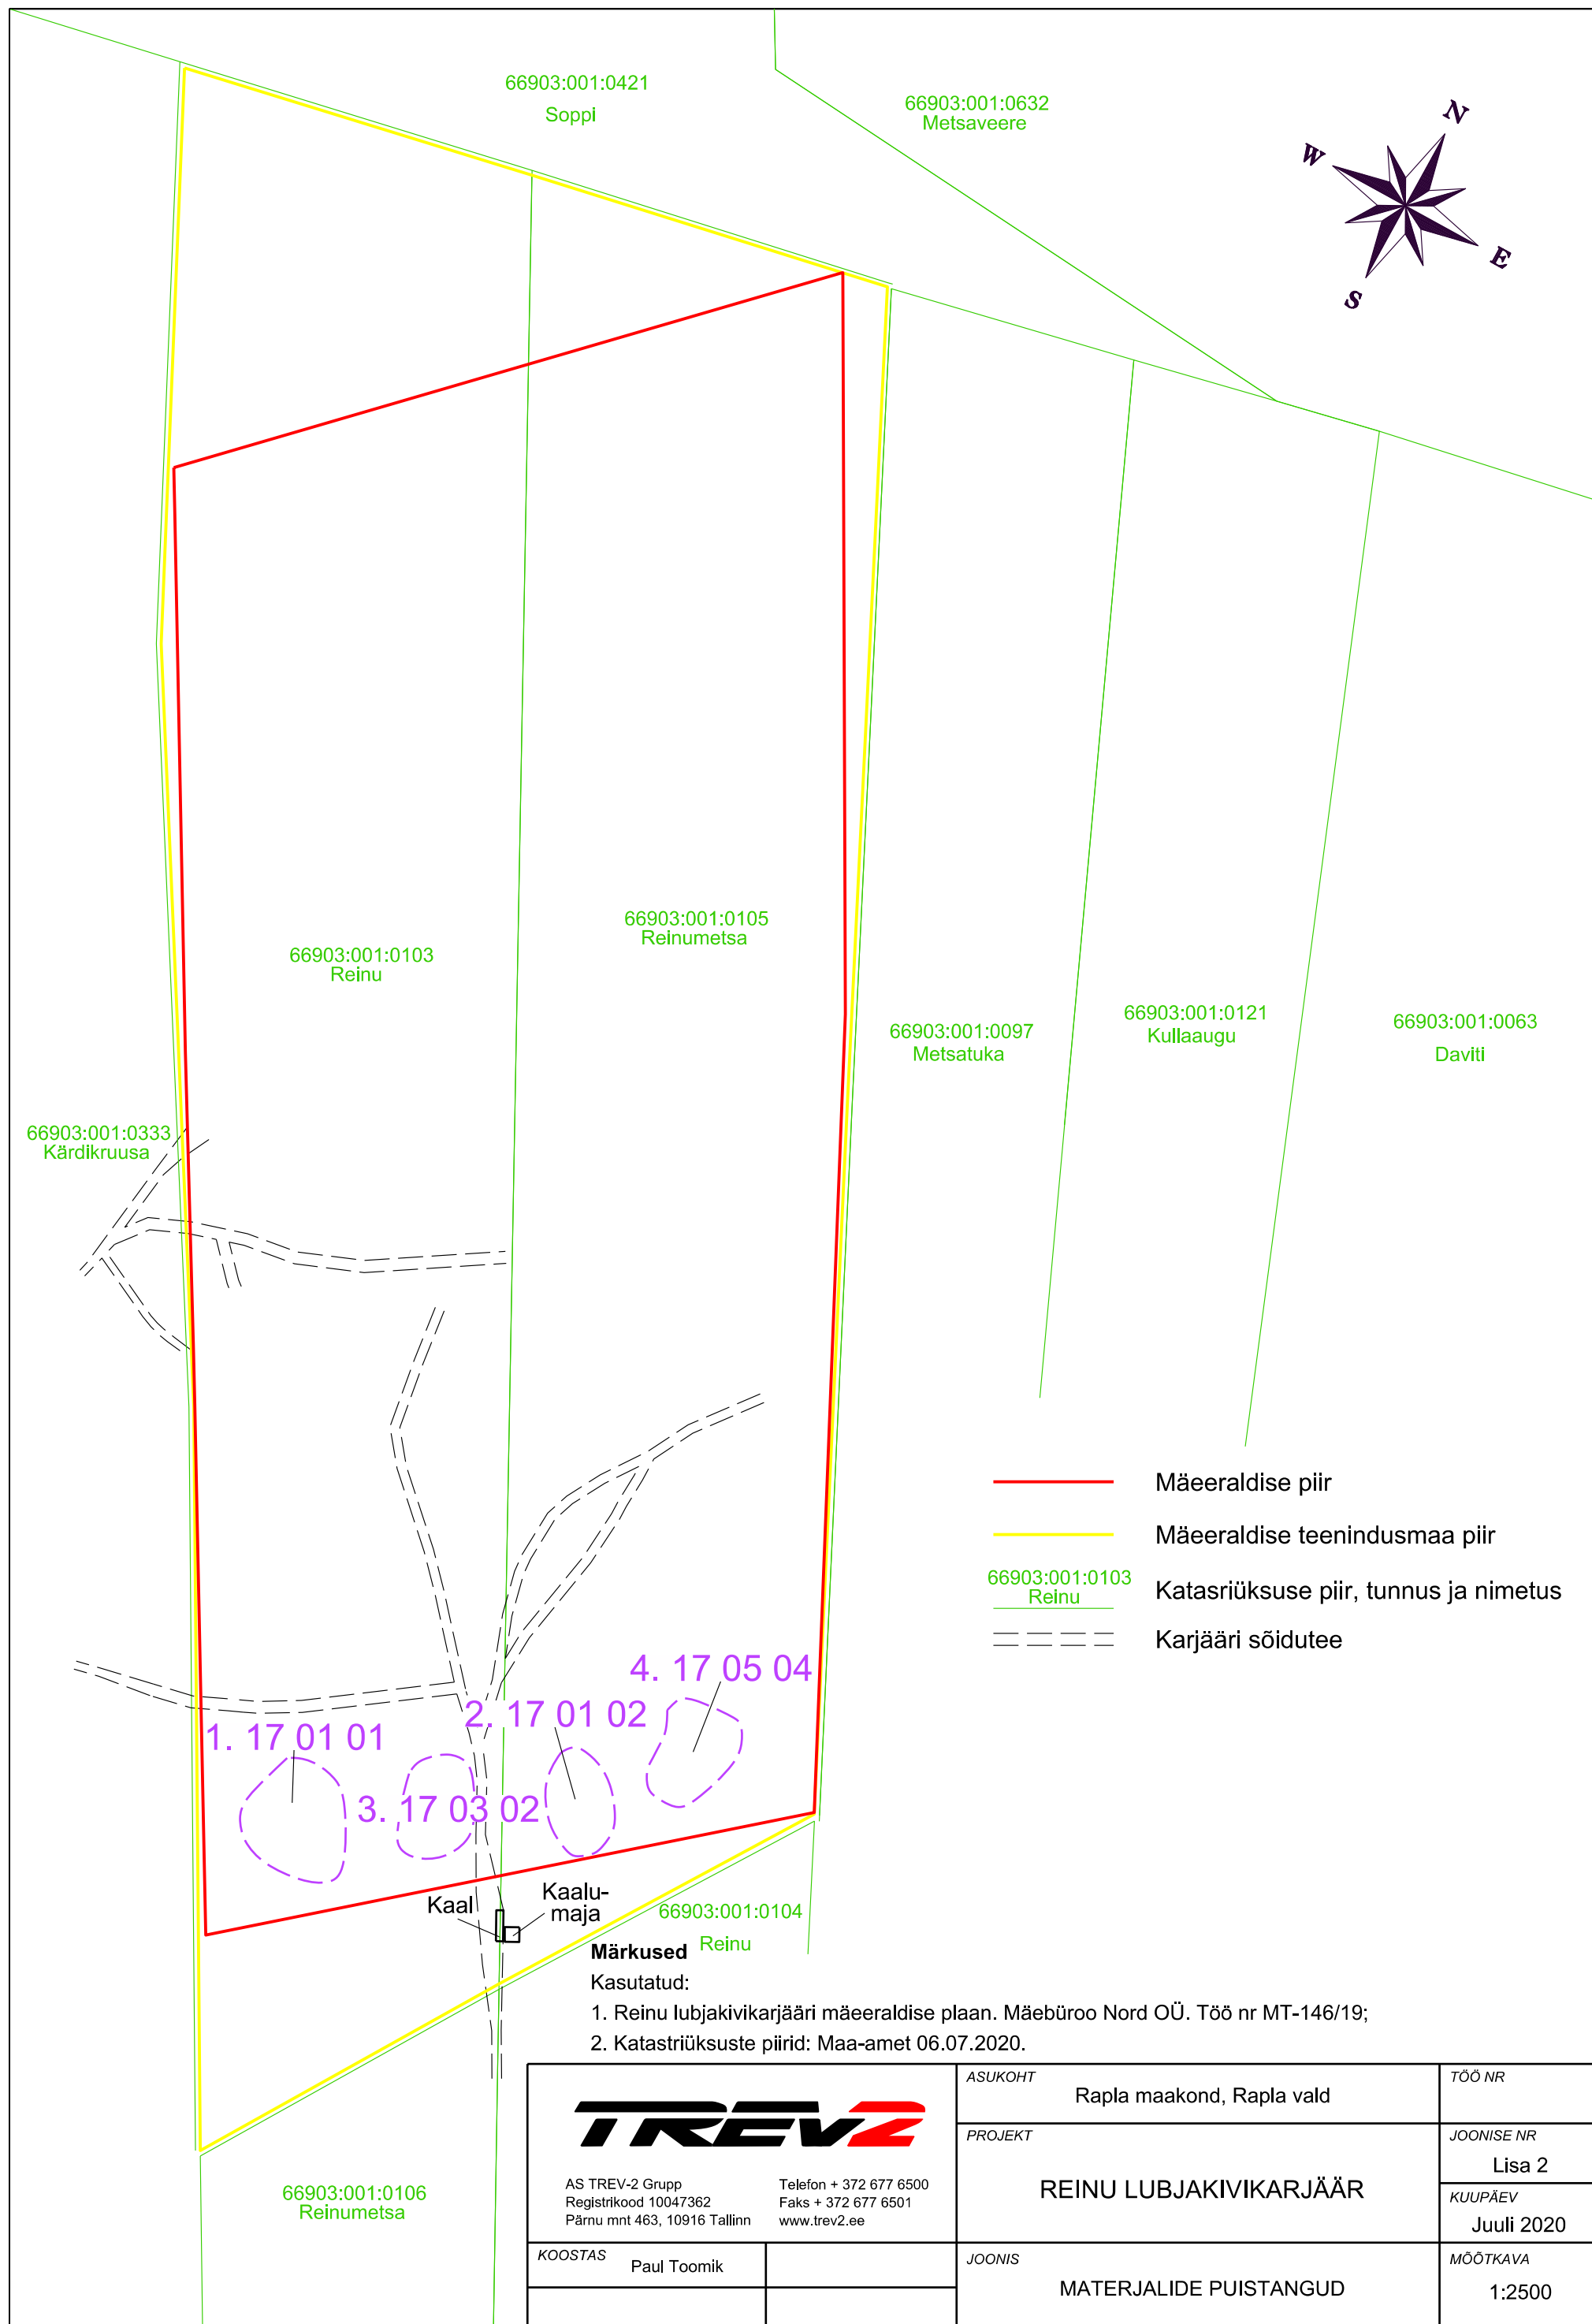 66903:001:0421
Soppi
66903:001:0632
Metsaveere
N
W
E
S
66903:001:0105
Reinumetsa
66903:001:0103
Reinu
66903:001:0097
Metsatuka
66903:001:0121
Kullaaugu
66903:001:0063
Daviti
66903:001:0333
Kärdikruusa
Mäeeraldise piir
Mäeeraldise teenindusmaa piir
66903:001:0103
Reinu
Katasriüksuse piir, tunnus ja nimetus
Karjääri sõidutee
4. 17 05 04
2. 17 01 02
1. 17 01 01
3. 17 03 02
Kaal
Kaalu-
maja
66903:001:0104
Reinu
Märkused
Kasutatud:
1. Reinu lubjakivikarjääri mäeeraldise plaan. Mäebüroo Nord OÜ. Töö nr MT-146/19;
2. Katastriüksuste piirid: Maa-amet 06.07.2020.
66903:001:0106
Reinumetsa
TREV2
AS TREV-2 Grupp
Registrikood 10047362
Pärnu mnt 463, 10916 Tallinn
Telefon + 372 677 6500
Faks + 372 677 6501
www.trev2.ee
KOOSTAS
Paul Toomik
ASUKOHT
Rapla maakond, Rapla vald
PROJEKT
REINU LUBJAKIVIKARJÄÄR
JOONIS
MATERJALIDE PUISTANGUD
TÖÖ NR
JOONISE NR
Lisa 2
KUUPÄEV
Juuli 2020
MÕÕTKAVA
1:2500